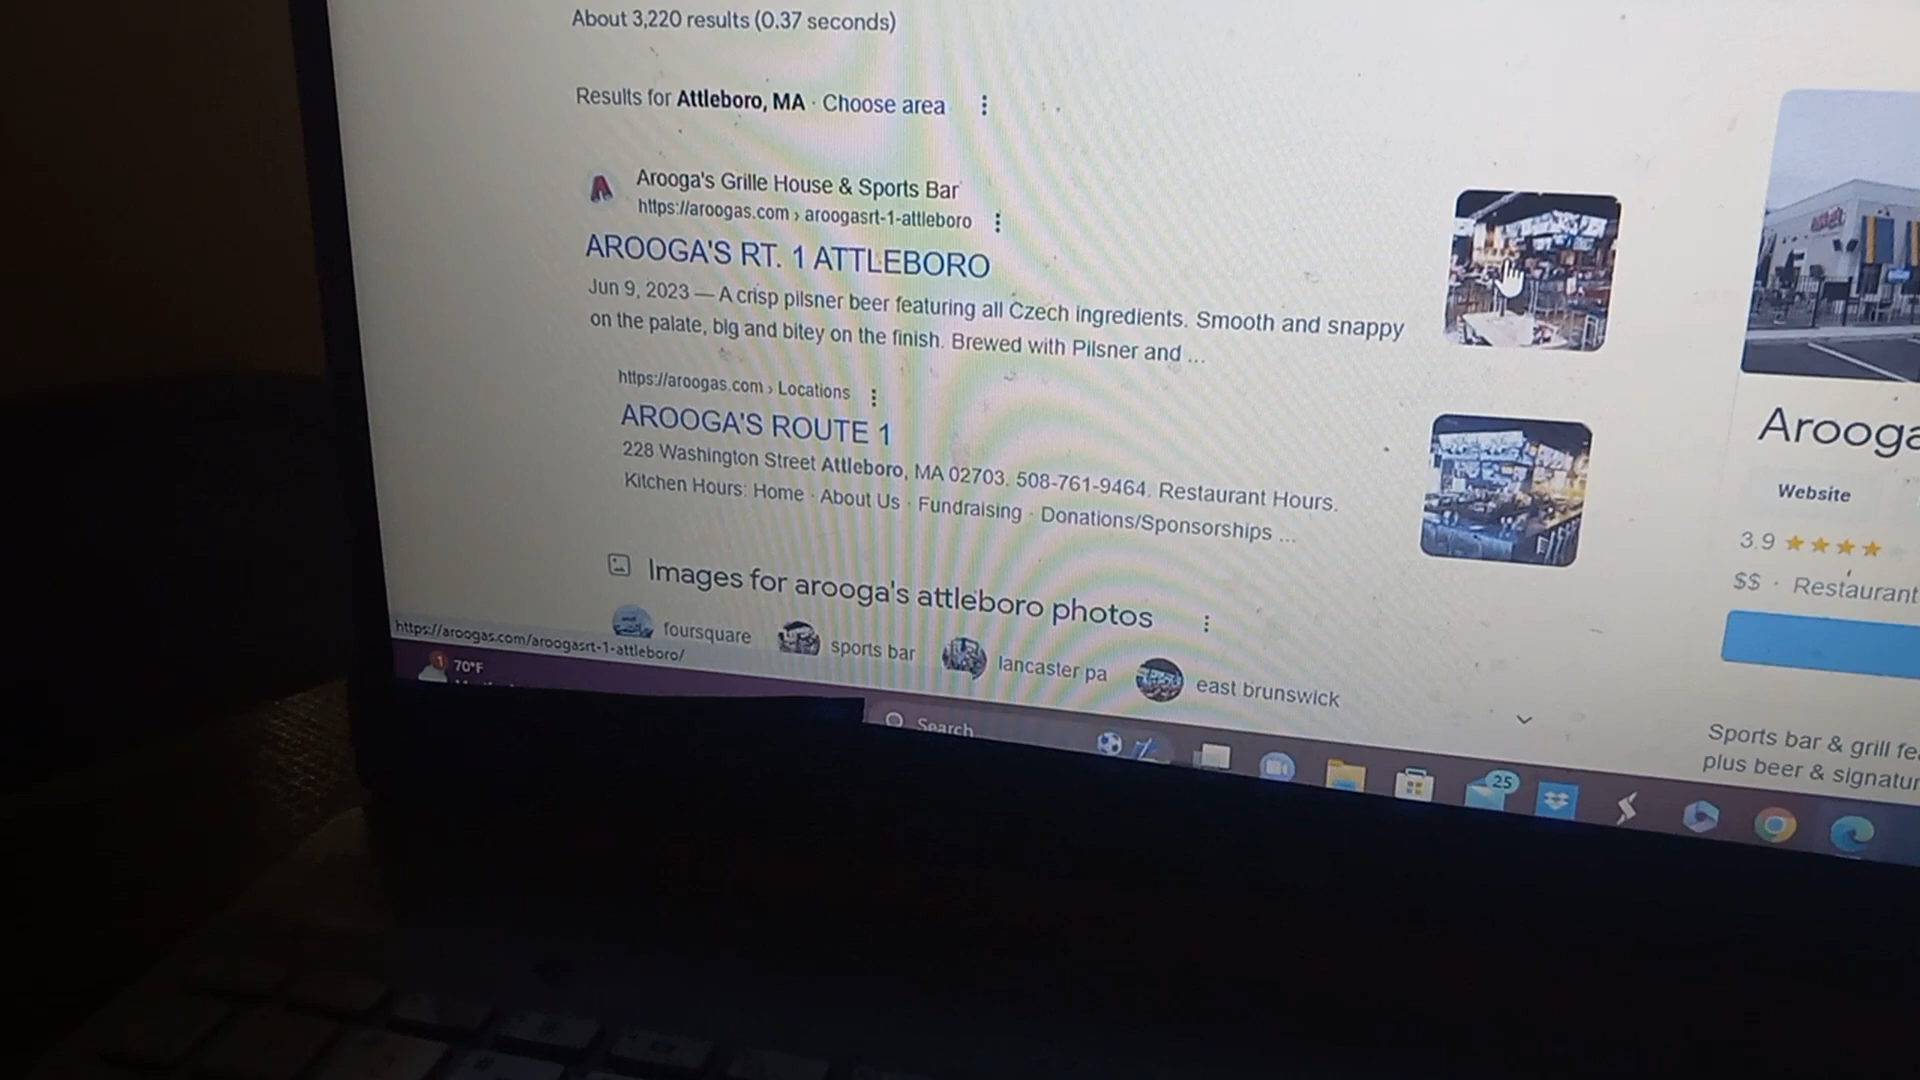 About 3,220 results (0.37 seconds)
Results for Attleboro, MA · Choose area
Arooga's Grille House & Sports Bar
https://aroogas.com › aroogasrt-1-attleboro
AROOGA'S RT. 1 ATTLEBORO
Jun 9, 2023 — A crisp pilsner beer featuring all Czech ingredients. Smooth and snappy
on the palate, big and bitey on the finish. Brewed with Pilsner and ...
https://aroogas.com › Locations
AROOGA'S ROUTE 1
228 Washington Street Attleboro, MA 02703. 508-761-9464. Restaurant Hours.
Kitchen Hours: Home · About Us · Fundraising · Donations/Sponsorships ...
Images for arooga's attleboro photos
foursquare
sports bar
lancaster pa
east brunswick
https://aroogas.com/aroogasrt-1-attleboro/
1
70°F
Search
25
Arooga
Website
3.9
$$ · Restaurant
Sports bar & grill fe
plus beer & signatur